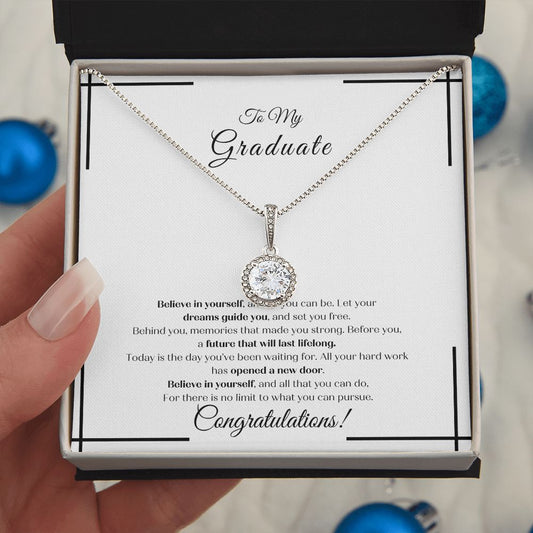 To My
Graduate
Believe in yourself, and you can be. Let your
dreams guide you, and set you free.
Behind you, memories that made you strong. Before you,
a future that will last lifelong.
Today is the day you've been waiting for. All your hard work
has opened a new door.
Believe in yourself, and all that you can do,
For there is no limit to what you can pursue.
Congratulations!